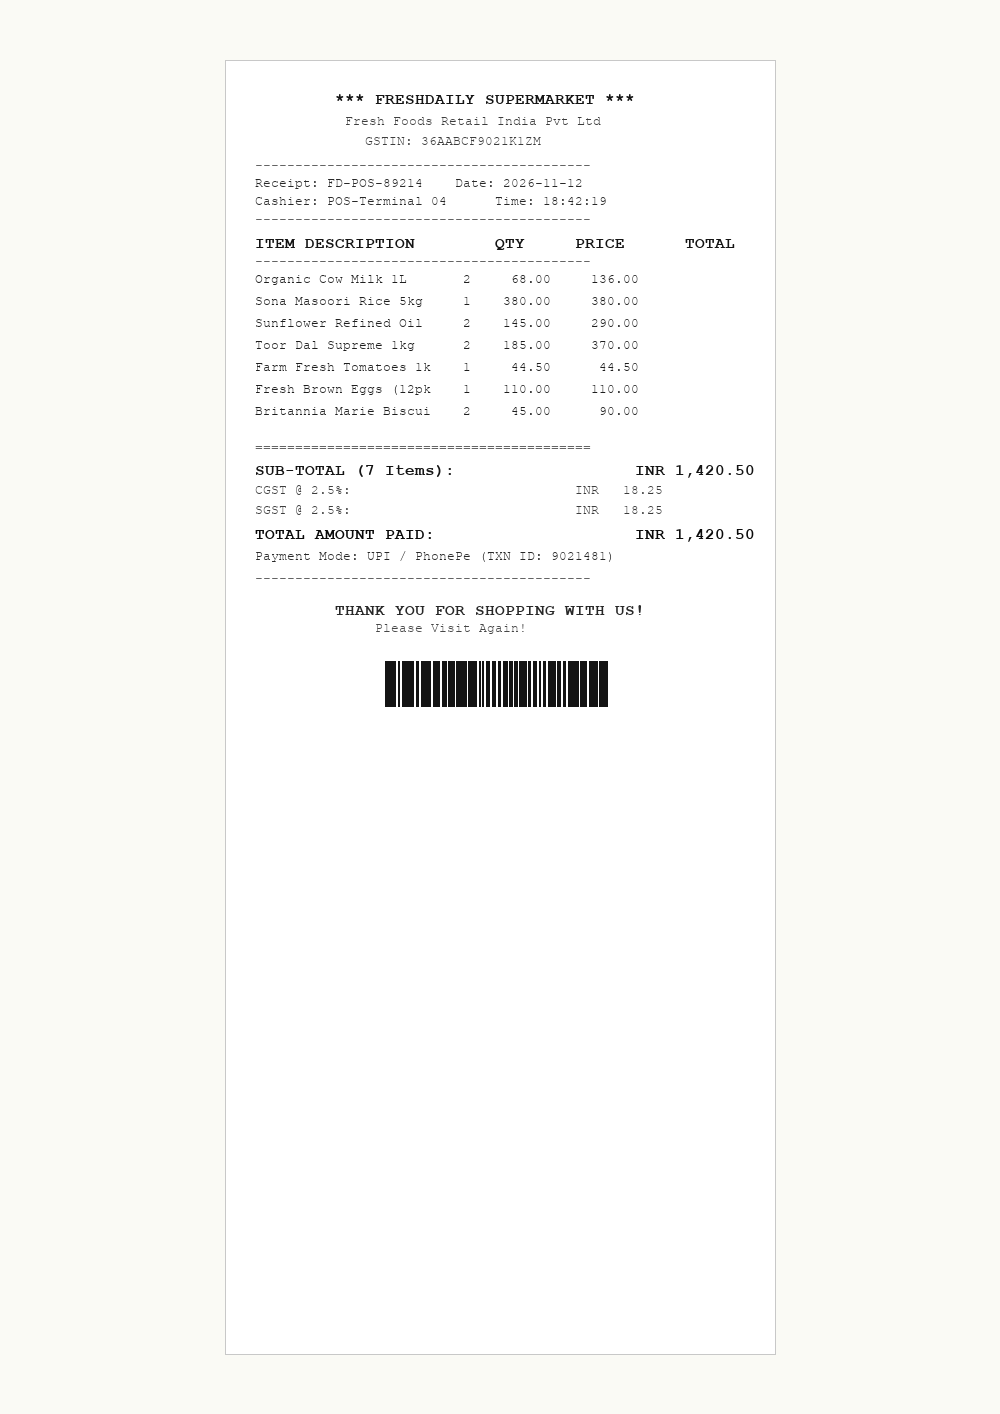 *** FRESHDAILY SUPERMARKET ***
Fresh Foods Retail India Pvt Ltd
GSTIN: 36AABCF9021K1ZM
------------------------------------------
Receipt: FD-POS-89214    Date: 2026-11-12
Cashier: POS-Terminal 04      Time: 18:42:19
------------------------------------------
ITEM DESCRIPTION        QTY     PRICE      TOTAL
------------------------------------------
Organic Cow Milk 1L       2     68.00     136.00
Sona Masoori Rice 5kg     1    380.00     380.00
Sunflower Refined Oil     2    145.00     290.00
Toor Dal Supreme 1kg      2    185.00     370.00
Farm Fresh Tomatoes 1k    1     44.50      44.50
Fresh Brown Eggs (12pk    1    110.00     110.00
Britannia Marie Biscui    2     45.00      90.00
==========================================
SUB-TOTAL (7 Items):                  INR 1,420.50
CGST @ 2.5%:                            INR   18.25
SGST @ 2.5%:                            INR   18.25
TOTAL AMOUNT PAID:                    INR 1,420.50
Payment Mode: UPI / PhonePe (TXN ID: 9021481)
------------------------------------------
THANK YOU FOR SHOPPING WITH US!
Please Visit Again!